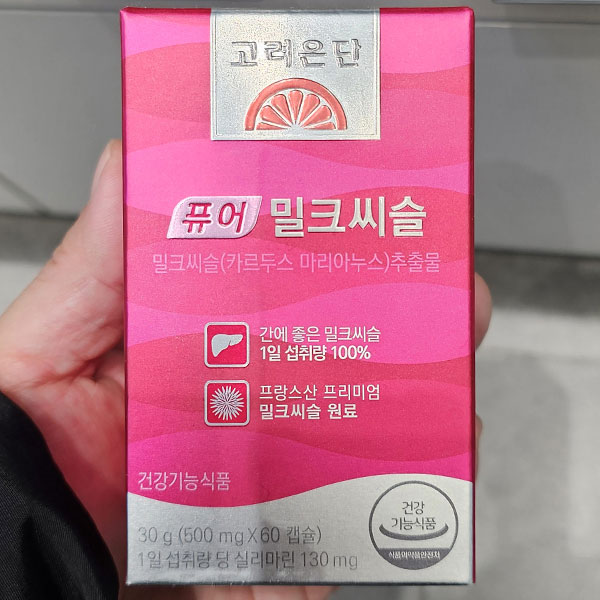 고려은단
퓨어 밀크씨슬
밀크씨슬(카르두스 마리아누스)추출물
간에 좋은 밀크씨슬
1일 섭취량 100%
프랑스산 프리미엄
밀크씨슬 원료
건강기능식품
건강
기능식품
식품의약품안전처
30 g (500 mg X 60 캡슐)
1일 섭취량 당 실리마린 130 mg